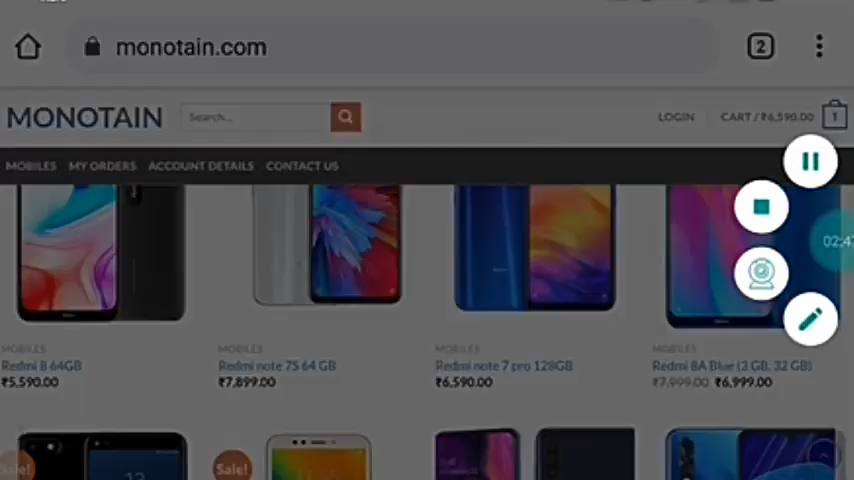 monotain.com
2
MONOTAIN
Search...
LOGIN
CART / ₹6,590.00
1
MOBILES
MY ORDERS
ACCOUNT DETAILS
CONTACT US
02:47
MOBILES
Redmi 8 64GB
₹5,590.00
MOBILES
Redmi note 7S 64 GB
₹7,899.00
MOBILES
Redmi note 7 pro 128GB
₹6,590.00
MOBILES
Redmi 8A Blue (3 GB, 32 GB)
₹7,999.00 ₹6,999.00
Sale!
Sale!